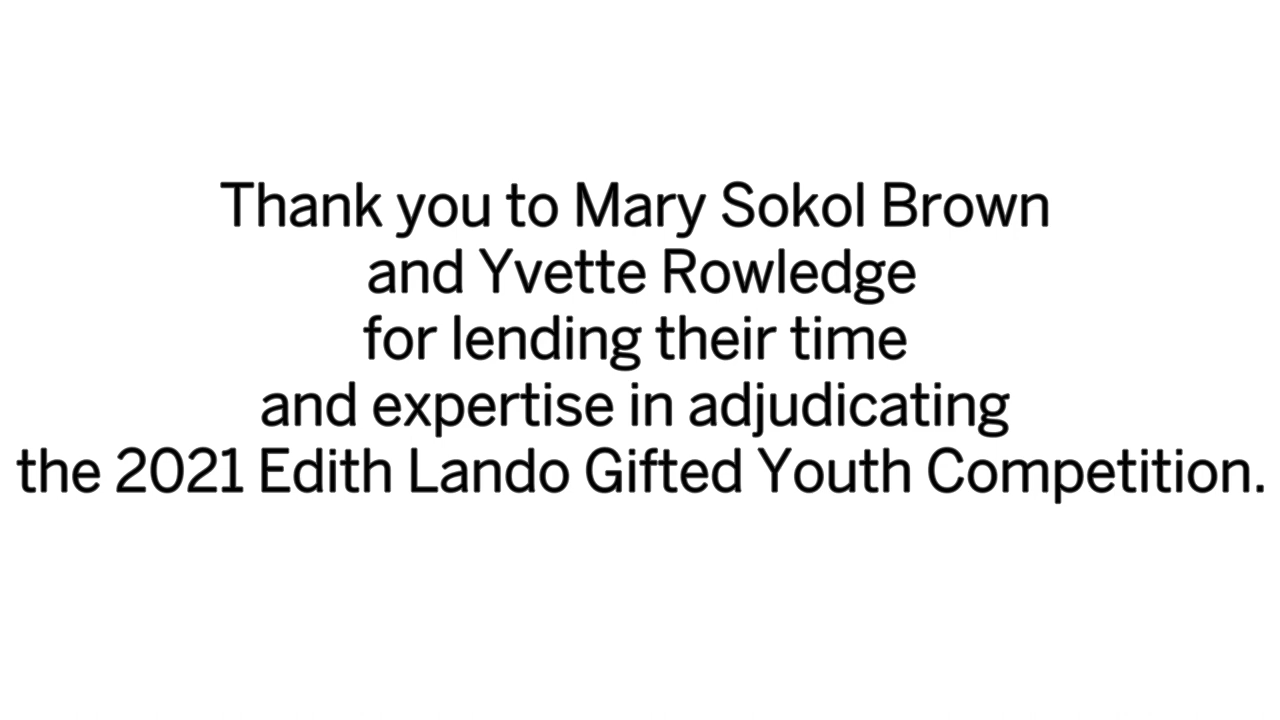 Thank you to Mary Sokol Brown
and Yvette Rowledge
for lending their time
and expertise in adjudicating
the 2021 Edith Lando Gifted Youth Competition.